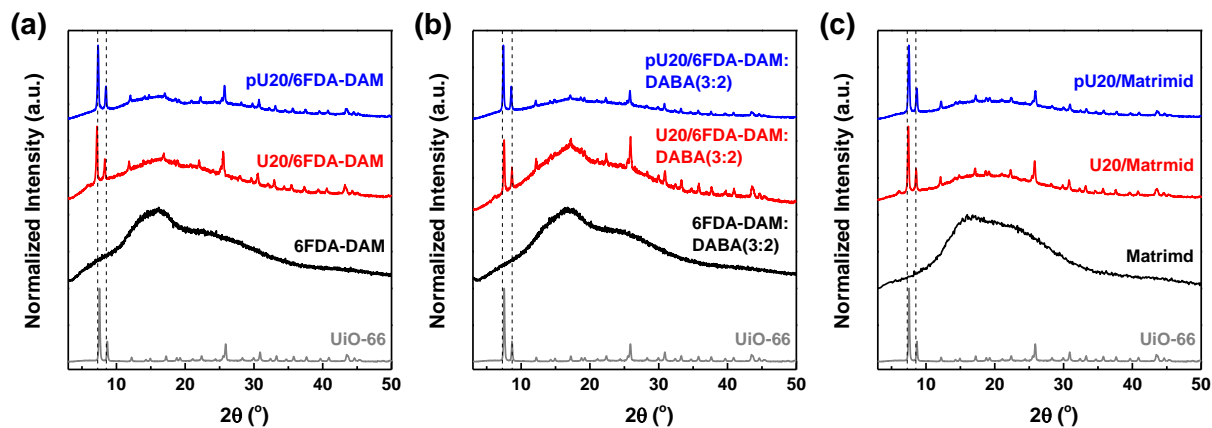 (a)
Normalized Intensity (a.u.)
pU20/6FDA-DAM
U20/6FDA-DAM
6FDA-DAM
UiO-66
10 20 30 40 50
2θ (°)
(b)
Normalized Intensity (a.u.)
pU20/6FDA-DAM:
DABA(3:2)
U20/6FDA-DAM:
DABA(3:2)
6FDA-DAM:
DABA(3:2)
UiO-66
10 20 30 40 50
2θ (°)
(c)
Normalized Intensity (a.u.)
pU20/Matrimid
U20/Matrmid
Matrimd
UiO-66
10 20 30 40 50
2θ (°)